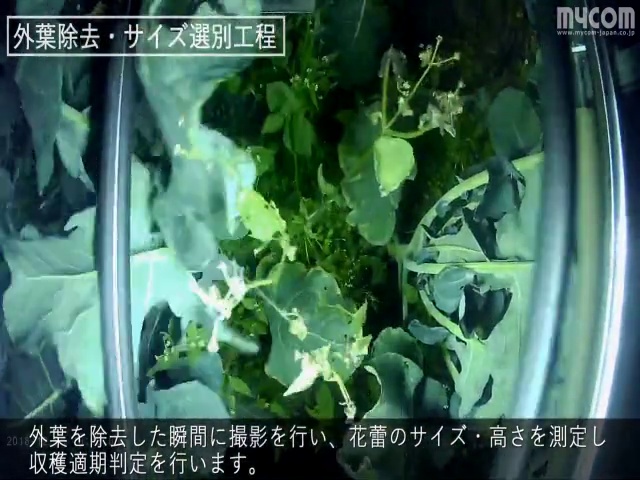 外葉除去・サイズ選別工程
mycom
www.mycom-japan.co.jp
2018
外葉を除去した瞬間に撮影を行い、花蕾のサイズ・高さを測定し
収穫適期判定を行います。